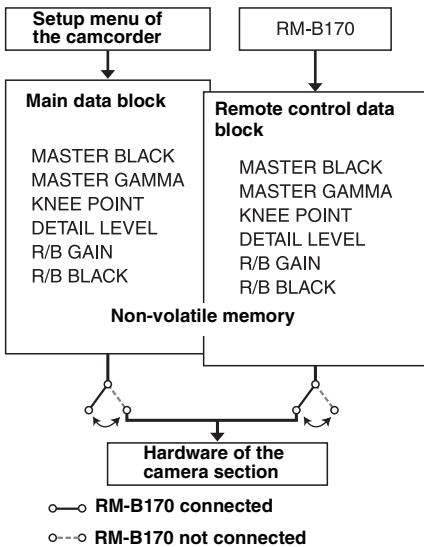 Setup menu of
the camcorder
RM-B170
Main data block
MASTER BLACK
MASTER GAMMA
KNEE POINT
DETAIL LEVEL
R/B GAIN
R/B BLACK
Remote control data
block
MASTER BLACK
MASTER GAMMA
KNEE POINT
DETAIL LEVEL
R/B GAIN
R/B BLACK
Non-volatile memory
Hardware of the
camera section
RM-B170 connected
RM-B170 not connected